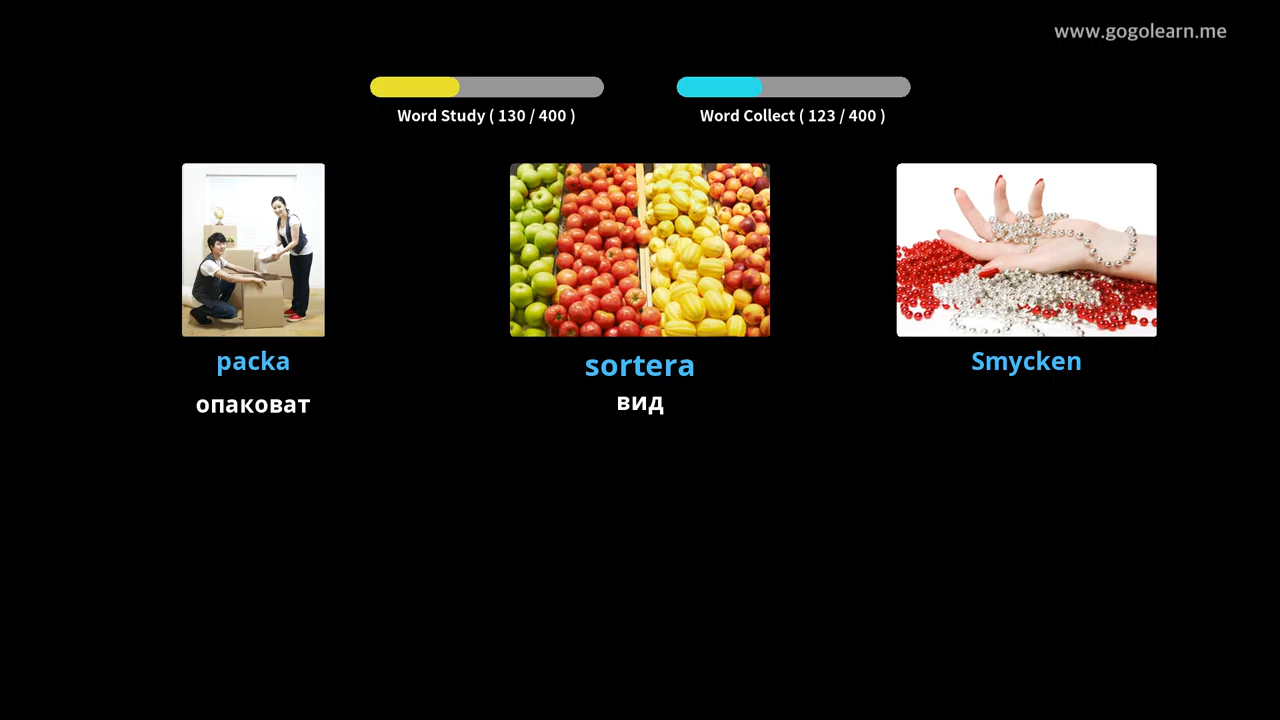 www.gogolearn.me
Word Study ( 130 / 400 )
Word Collect ( 123 / 400 )
packa
sortera
Smycken
опаковат
вид